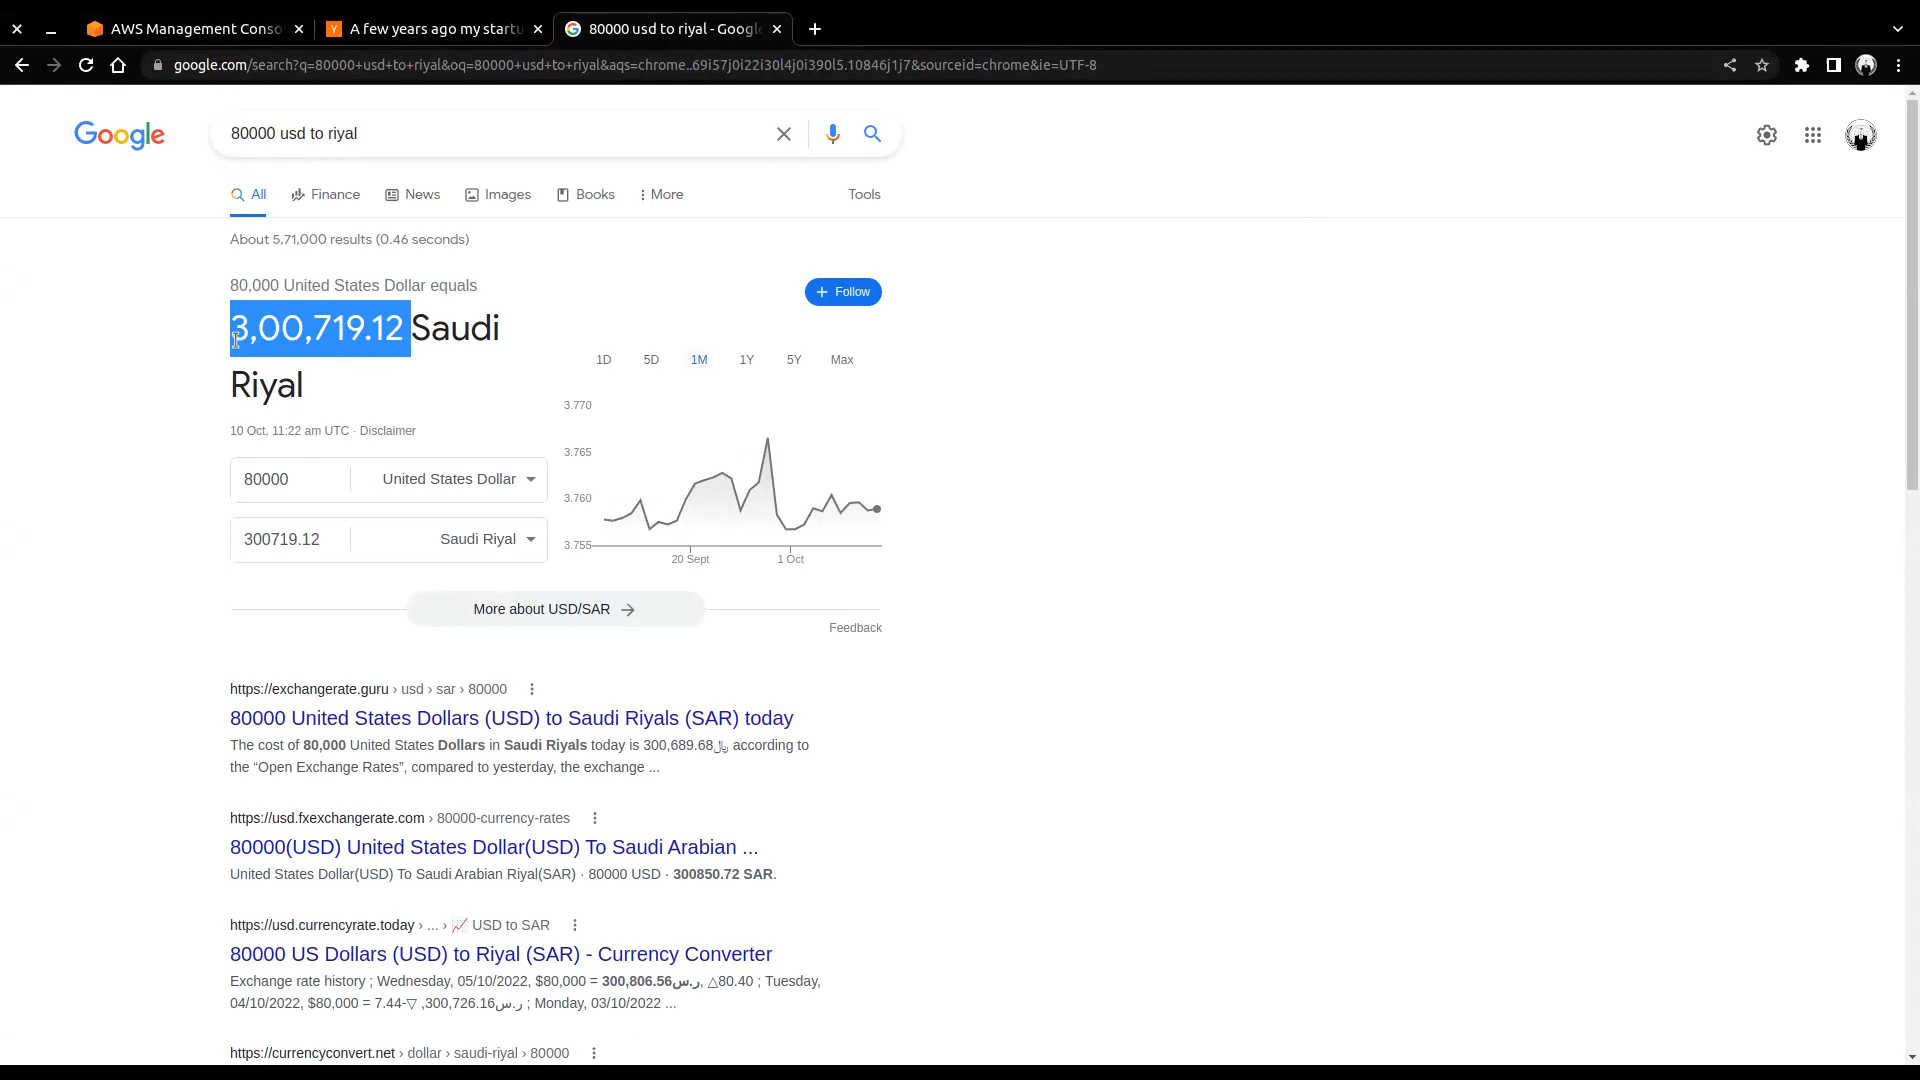 AWS Management Conso
A few years ago my startu
80000 usd to riyal - Google
google.com/search?q=80000+usd+to+riyal&oq=80000+usd+to+riyal&aqs=chrome..69i57j0i22i30l4j0i390l5.10846j1j7&sourceid=chrome&ie=UTF-8
Google
80000 usd to riyal
All
Finance
News
Images
Books
More
Tools
About 5,71,000 results (0.46 seconds)
80,000 United States Dollar equals
Follow
3,00,719.12 Saudi
Riyal
10 Oct, 11:22 am UTC · Disclaimer
80000 United States Dollar
300719.12 Saudi Riyal
1D 5D 1M 1Y 5Y Max
3.770
3.765
3.760
3.755
20 Sept 1 Oct
More about USD/SAR
Feedback
https://exchangerate.guru › usd › sar › 80000
80000 United States Dollars (USD) to Saudi Riyals (SAR) today
The cost of 80,000 United States Dollars in Saudi Riyals today is 300,689.68﷼ according to
the “Open Exchange Rates”, compared to yesterday, the exchange ...
https://usd.fxexchangerate.com › 80000-currency-rates
80000(USD) United States Dollar(USD) To Saudi Arabian ...
United States Dollar(USD) To Saudi Arabian Riyal(SAR) · 80000 USD · 300850.72 SAR.
https://usd.currencyrate.today › ... › 📈 USD to SAR
80000 US Dollars (USD) to Riyal (SAR) - Currency Converter
Exchange rate history ; Wednesday, 05/10/2022, $80,000 = 300,806.56ر.س, △80.40 ; Tuesday,
04/10/2022, $80,000 = 7.44-▽ ,300,726.16ر.س ; Monday, 03/10/2022 ...
https://currencyconvert.net › dollar › saudi-riyal › 80000